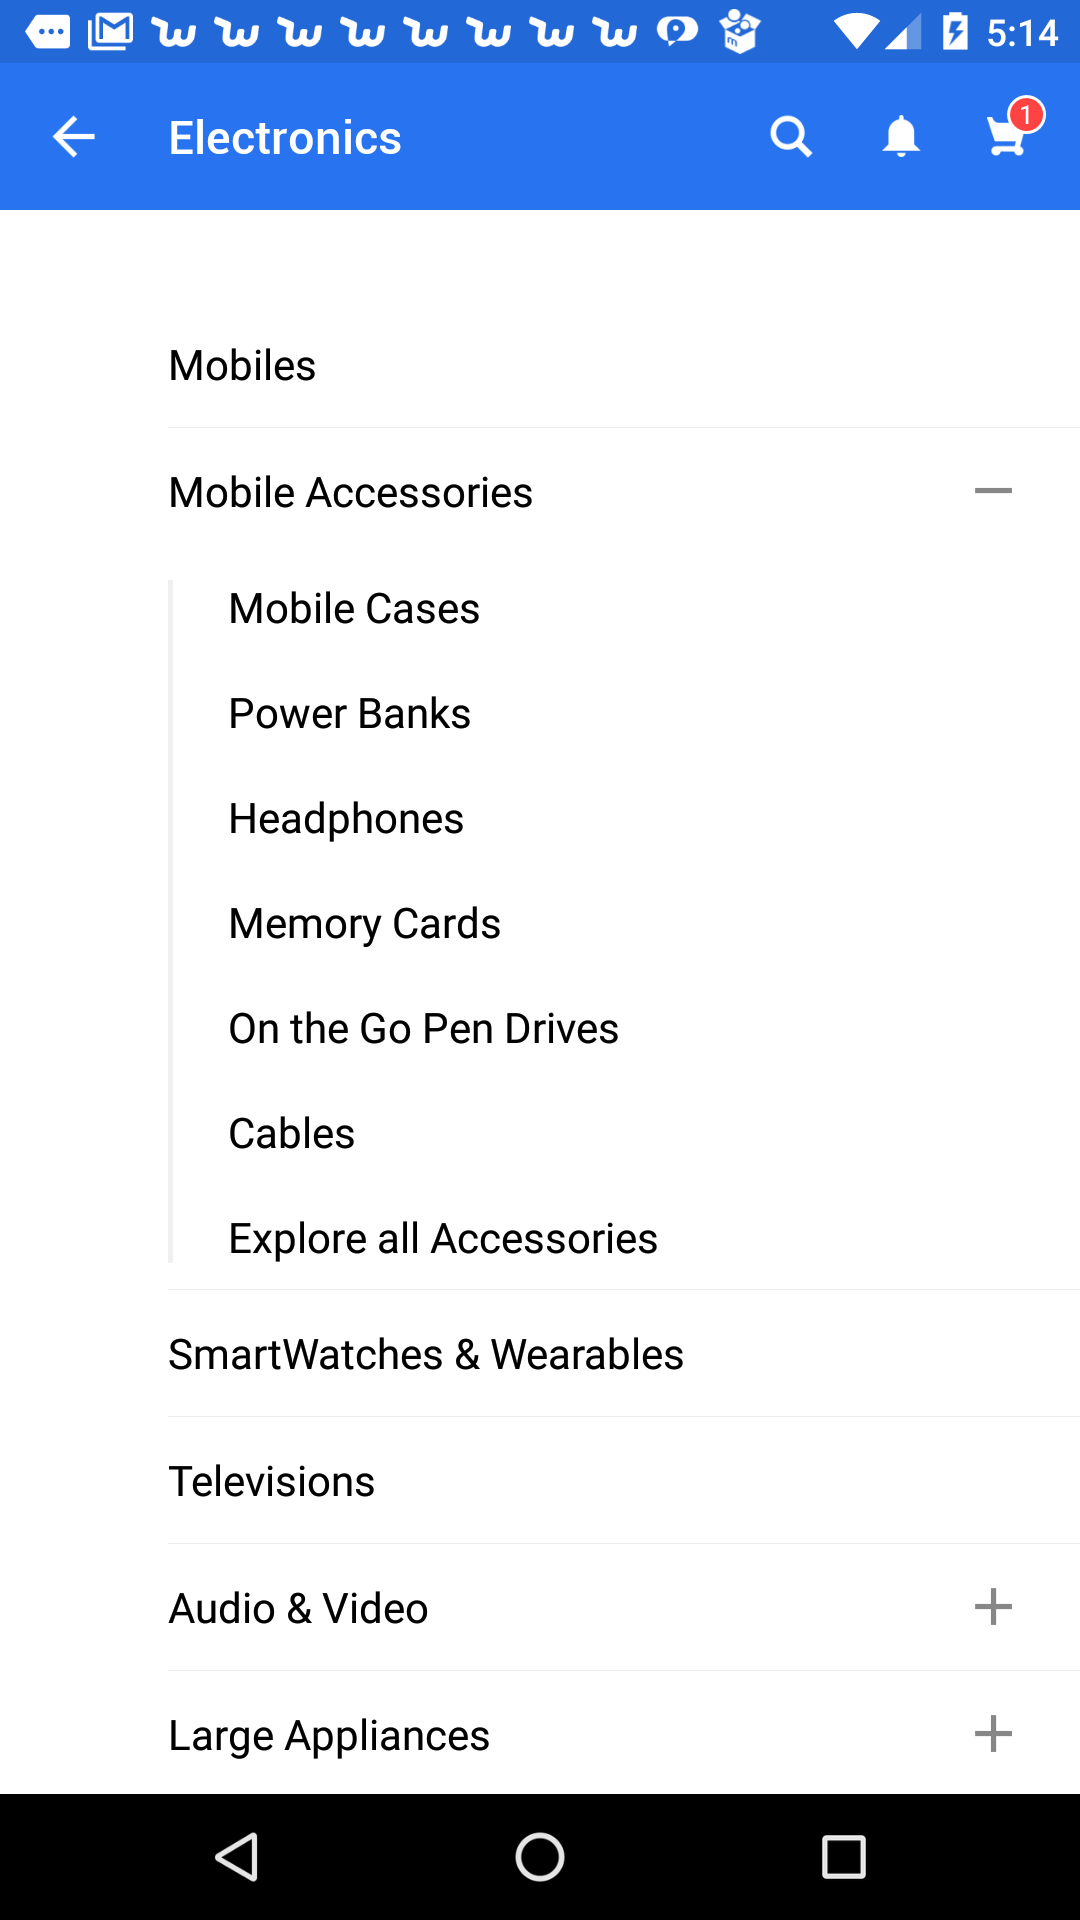 5:14
Electronics
1
Mobiles
Mobile Accessories
Mobile Cases
Power Banks
Headphones
Memory Cards
On the Go Pen Drives
Cables
Explore all Accessories
SmartWatches & Wearables
Televisions
Audio & Video
Large Appliances